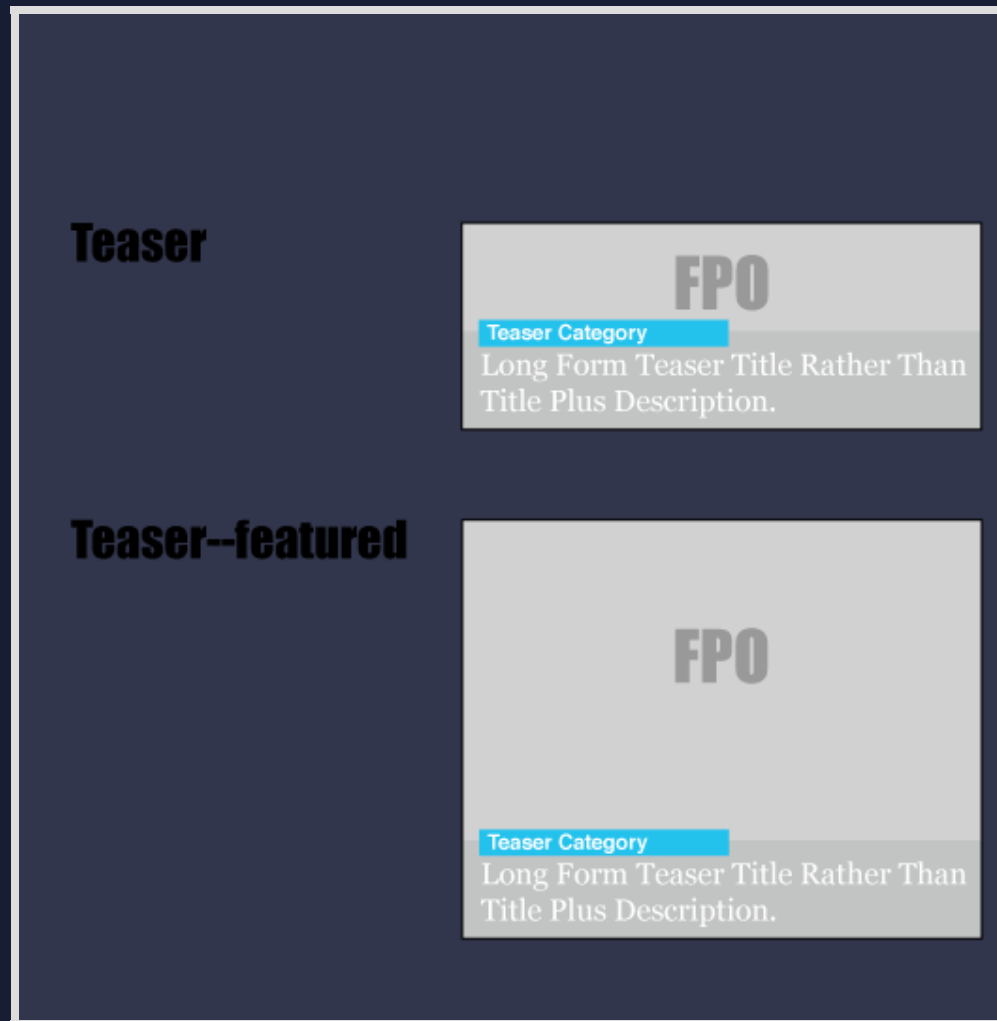 Teaser
FPO
Teaser Category
Long Form Teaser Title Rather Than
Title Plus Description.
Teaser--featured
FPO
Teaser Category
Long Form Teaser Title Rather Than
Title Plus Description.